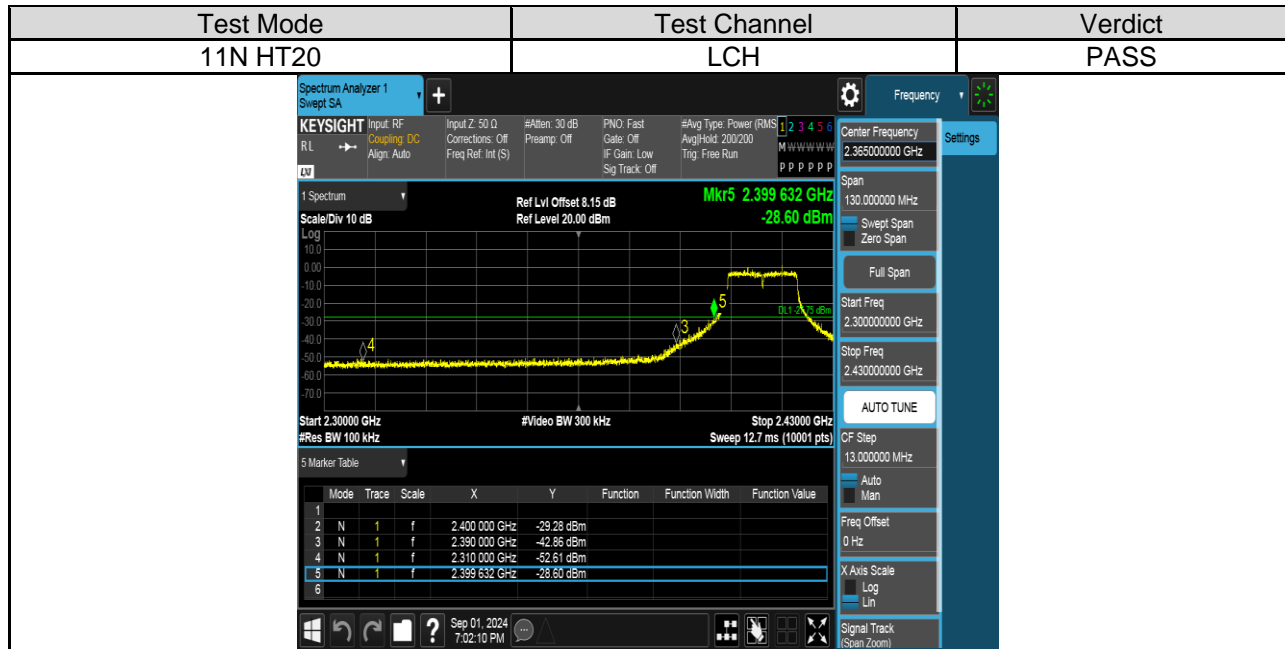 Test Mode Test Channel Verdict
11N HT20 LCH PASS
Spectrum Analyzer 1
Swept SA
+
Frequency
KEYSIGHT Input: RF Input Z: 50 Ω #Atten: 30 dB PNO: Fast #Avg Type: Power (RMS 1 2 3 4 5 6
RL Coupling: DC Corrections: Off Preamp: Off Gate: Off Avg|Hold: 200/200 M W W W W W
Align: Auto Freq Ref: Int (S) IF Gain: Low Trig: Free Run
LXI Sig Track: Off P P P P P P
1 Spectrum
Ref Lvl Offset 8.15 dB Mkr5 2.399 632 GHz
Scale/Div 10 dB Ref Level 20.00 dBm -28.60 dBm
Log
10.0
0.00
-10.0
-20.0
-30.0
-40.0
-50.0
-60.0
-70.0
5
3
4
DL1 -27.75 dBm
Start 2.30000 GHz #Video BW 300 kHz Stop 2.43000 GHz
#Res BW 100 kHz Sweep 12.7 ms (10001 pts)
5 Marker Table
Mode Trace Scale X Y Function Function Width Function Value
1
2 N 1 f 2.400 000 GHz -29.28 dBm
3 N 1 f 2.390 000 GHz -42.86 dBm
4 N 1 f 2.310 000 GHz -52.61 dBm
5 N 1 f 2.399 632 GHz -28.60 dBm
6
? Sep 01, 2024
7:02:10 PM
Center Frequency
2.365000000 GHz
Settings
Span
130.000000 MHz
Swept Span
Zero Span
Full Span
Start Freq
2.300000000 GHz
Stop Freq
2.430000000 GHz
AUTO TUNE
CF Step
13.000000 MHz
Auto
Man
Freq Offset
0 Hz
X Axis Scale
Log
Lin
Signal Track
(Span Zoom)